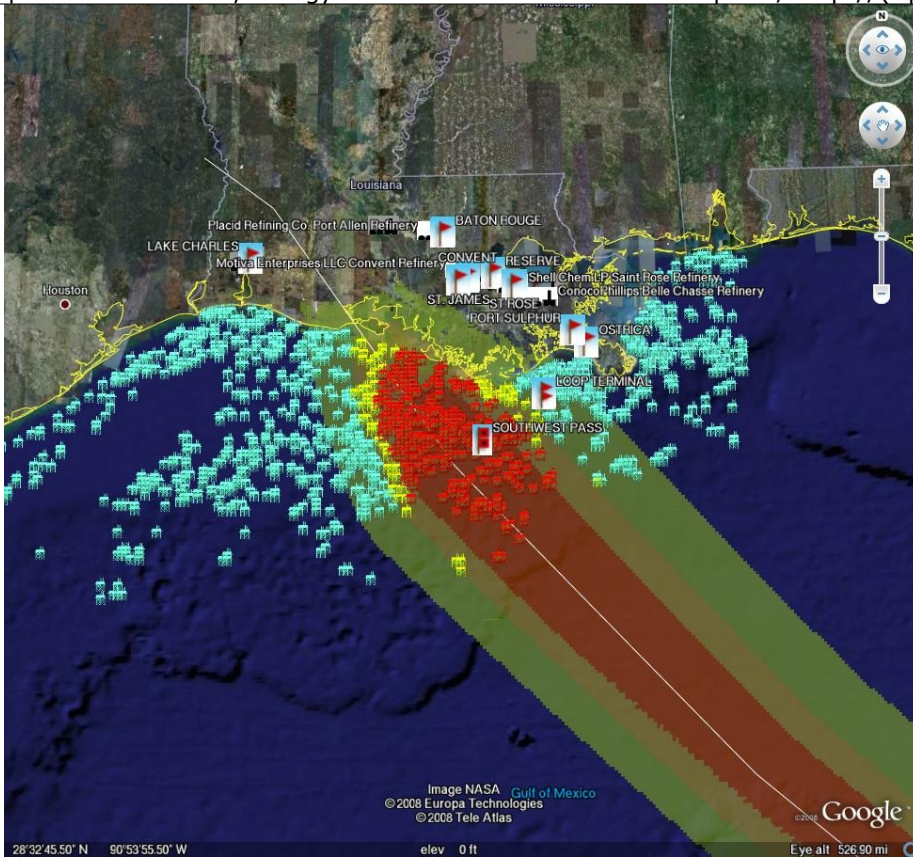 N
Louisiana
Placid Refining Co. Port Allen Refinery
BATON ROUGE
LAKE CHARLES
Motiva Enterprises LLC Convent Refinery
CONVENT
RESERVE
Shell Chem LP Saint Rose Refinery
Houston
ST. JAMES
ST ROSE
ConocoPhillips Belle Chasse Refinery
PORT SULPHUR
OSTRICA
LOOP TERMINAL
SOUTHWEST PASS
Image NASA
© 2008 Europa Technologies
© 2008 Tele Atlas
Gulf of Mexico
©2008 Google
28°32'45.50" N 90°53'55.50" W elev 0 ft Eye alt 526.90 mi